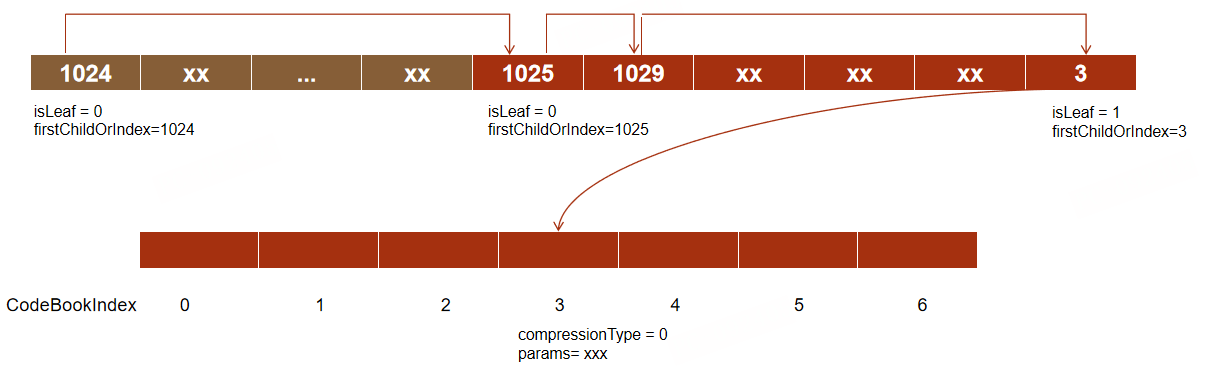 1024 xx ... xx 1025 1029 xx xx xx 3
isLeaf = 0
firstChildOrIndex=1024
isLeaf = 0
firstChildOrIndex=1025
isLeaf = 1
firstChildOrIndex=3
CodeBookIndex 0 1 2 3 4 5 6
compressionType = 0
params= xxx